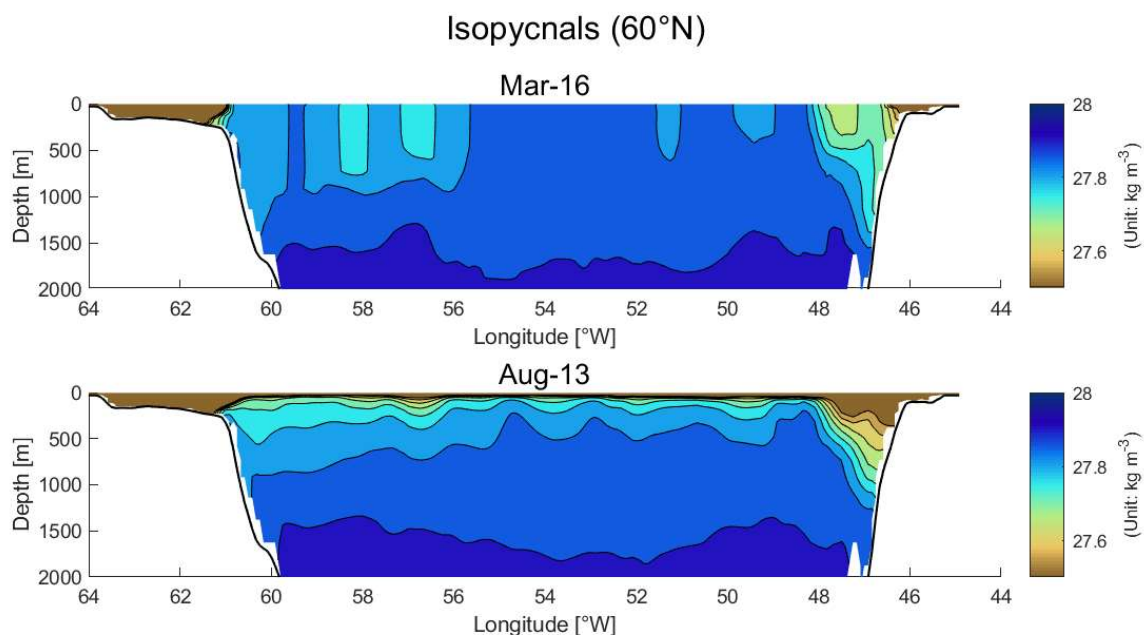 Isopycnals (60°N)
Mar-16
0
500
1000
1500
2000
Depth [m]
64 62 60 58 56 54 52 50 48 46 44
Longitude [°W]
28
27.8
27.6
(Unit: kg m⁻³)
Aug-13
0
500
1000
1500
2000
Depth [m]
64 62 60 58 56 54 52 50 48 46 44
Longitude [°W]
28
27.8
27.6
(Unit: kg m⁻³)